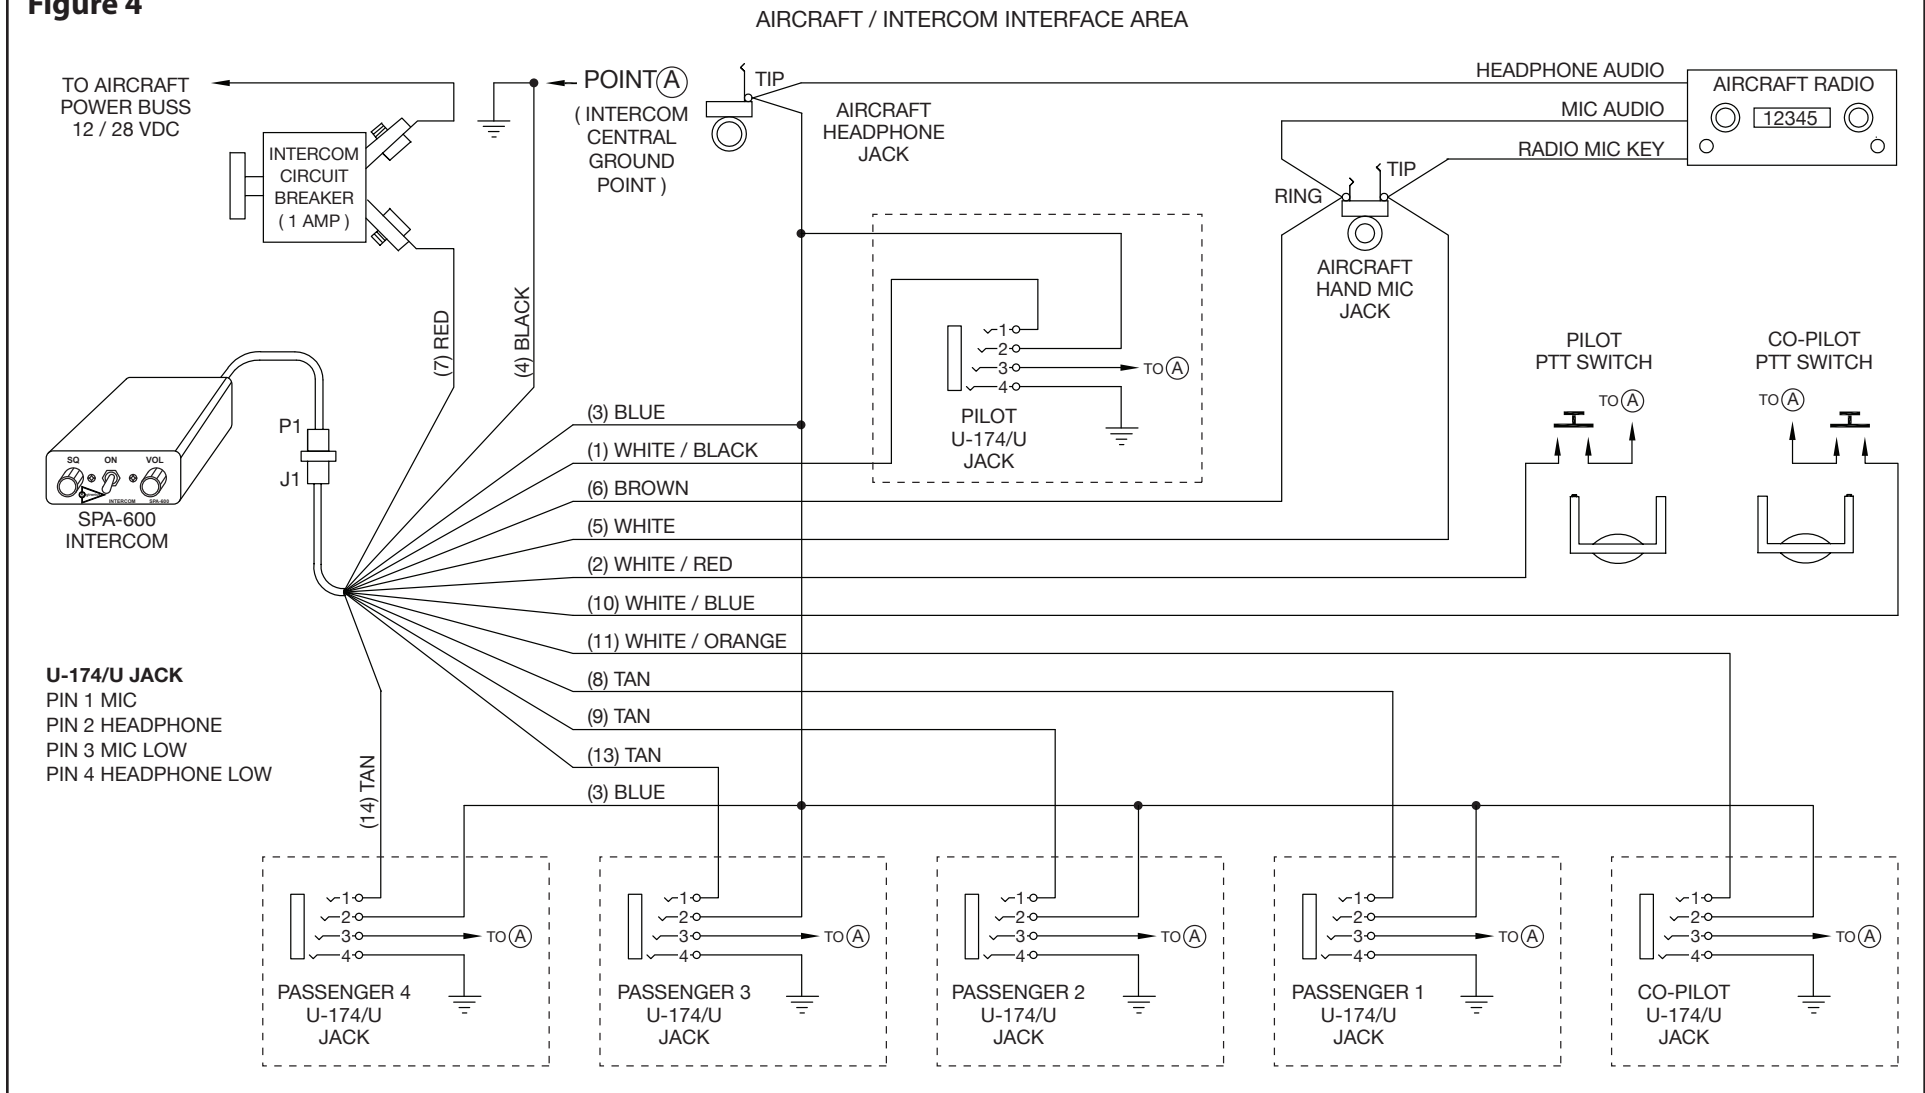 Figure 4
AIRCRAFT / INTERCOM INTERFACE AREA
TO AIRCRAFT
POWER BUSS
12 / 28 VDC
INTERCOM
CIRCUIT
BREAKER
( 1 AMP )
POINT A
( INTERCOM
CENTRAL
GROUND
POINT )
TIP
AIRCRAFT
HEADPHONE
JACK
HEADPHONE AUDIO
MIC AUDIO
RADIO MIC KEY
AIRCRAFT RADIO
12345
RING
TIP
AIRCRAFT
HAND MIC
JACK
(7) RED
(4) BLACK
1
2
3
4
TO A
PILOT
U-174/U
JACK
PILOT
PTT SWITCH
TO A
CO-PILOT
PTT SWITCH
TO A
P1
J1
SQ
ON
VOL
INTERCOM
SPA-600
SPA-600
INTERCOM
(3) BLUE
(1) WHITE / BLACK
(6) BROWN
(5) WHITE
(2) WHITE / RED
(10) WHITE / BLUE
(11) WHITE / ORANGE
(8) TAN
(9) TAN
(13) TAN
(3) BLUE
(14) TAN
U-174/U JACK
PIN 1 MIC
PIN 2 HEADPHONE
PIN 3 MIC LOW
PIN 4 HEADPHONE LOW
1
2
3
4
TO A
PASSENGER 4
U-174/U
JACK
1
2
3
4
TO A
PASSENGER 3
U-174/U
JACK
1
2
3
4
TO A
PASSENGER 2
U-174/U
JACK
1
2
3
4
TO A
PASSENGER 1
U-174/U
JACK
1
2
3
4
TO A
CO-PILOT
U-174/U
JACK